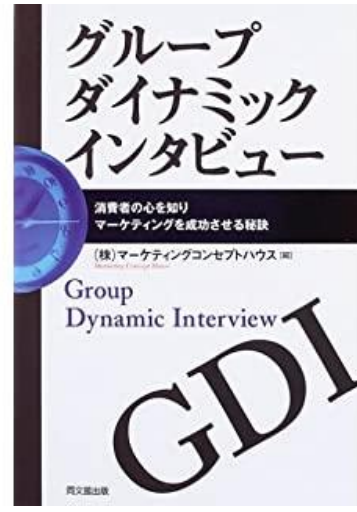 グループ
ダイナミック
インタビュー
消費者の心を知り
マーケティングを成功させる秘訣
(株)マーケティングコンセプトハウス[編]
Marketing Concept House
Group
Dynamic Interview
GDI
同文舘出版